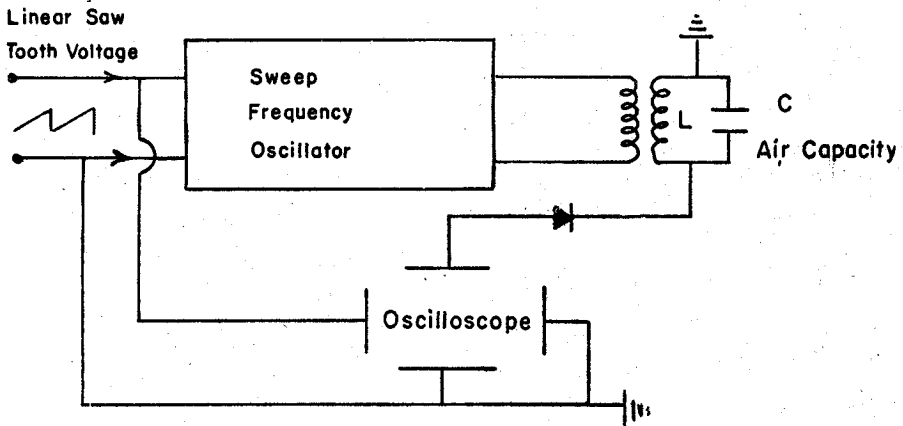 Linear Saw
Tooth Voltage
Sweep
Frequency
Oscillator
L
C
Air Capacity
Oscilloscope